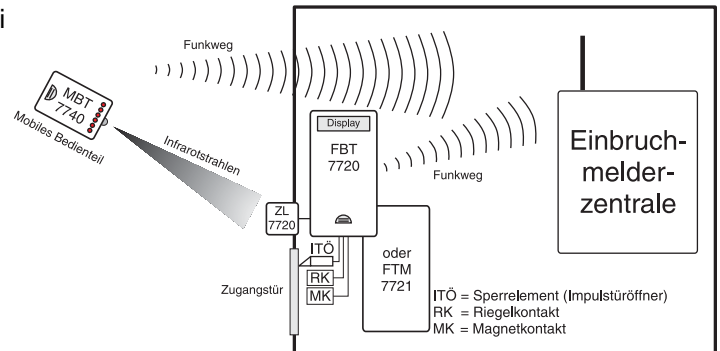 i
Funkweg
MBT
7740
Mobiles Bedienteil
Infrarotstrahlen
Display
FBT
7720
Funkweg
Einbruch-
melder-
zentrale
ZL
7720
ITÖ
RK
MK
Zugangstür
oder
FTM
7721
ITÖ = Sperrelement (Impulstüröffner)
RK = Riegelkontakt
MK = Magnetkontakt